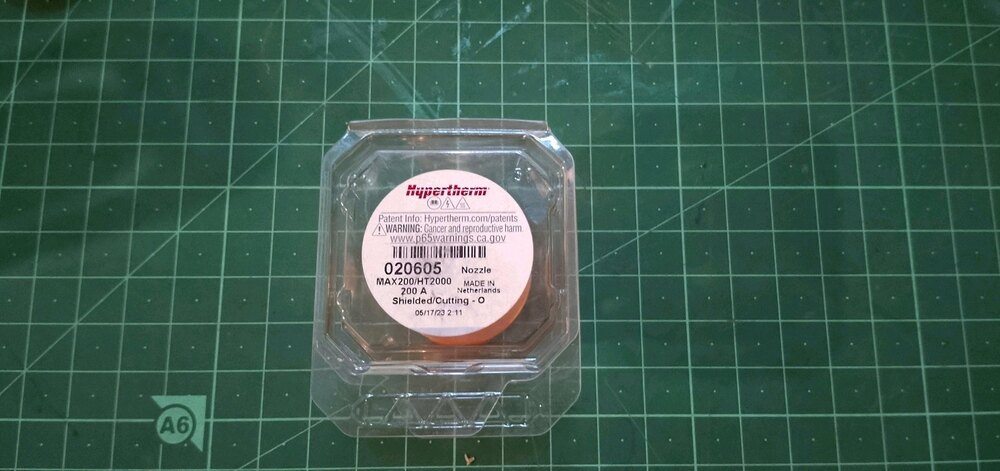 Hypertherm
Patent Info: Hypertherm.com/patents
WARNING: Cancer and reproductive harm.
www.p65warnings.ca.gov
020605 Nozzle
MAX200/HT2000 MADE IN
200 A Netherlands
Shielded/Cutting - O
05/17/23 2:11
A6